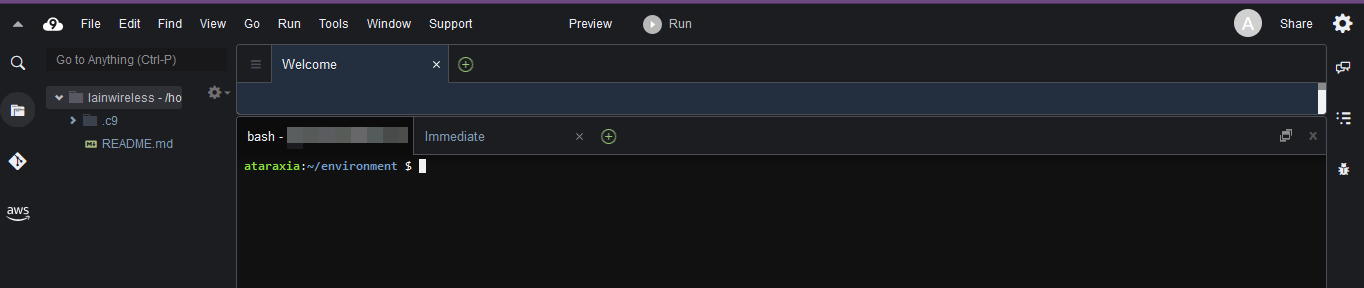 File Edit Find View Go Run Tools Window Support Preview Run A Share
Go to Anything (Ctrl-P)
Welcome
lainwireless - /ho
.c9
README.md
aws
bash -
Immediate
ataraxia:~/environment $